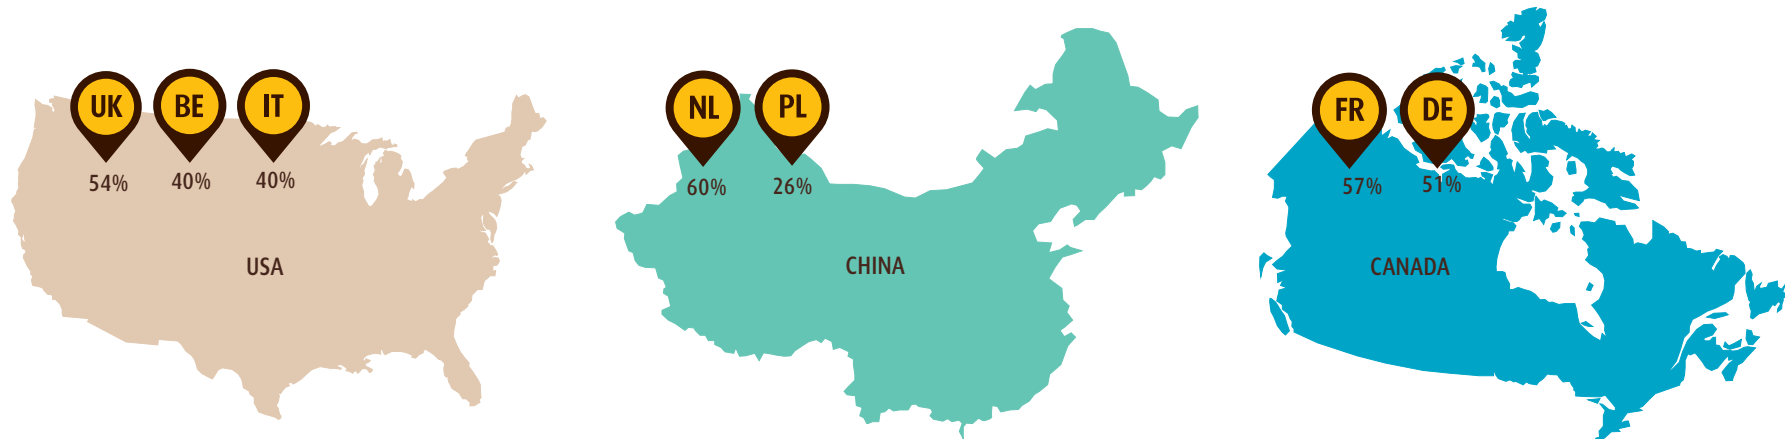 UK BE IT
54% 40% 40%
USA
NL PL
60% 26%
CHINA
FR DE
57% 51%
CANADA